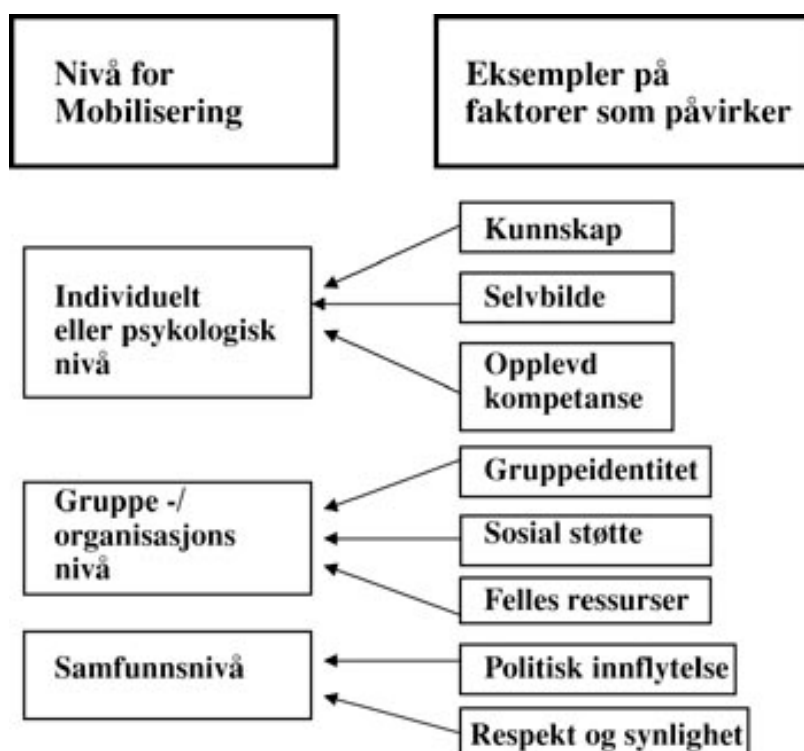 Nivå for
Mobilisering
Eksempler på
faktorer som påvirker
Individuelt
eller psykologisk
nivå
Kunnskap
Selvbilde
Opplevd
kompetanse
Gruppe -/
organisasjons
nivå
Gruppeidentitet
Sosial støtte
Felles ressurser
Samfunnsnivå
Politisk innflytelse
Respekt og synlighet